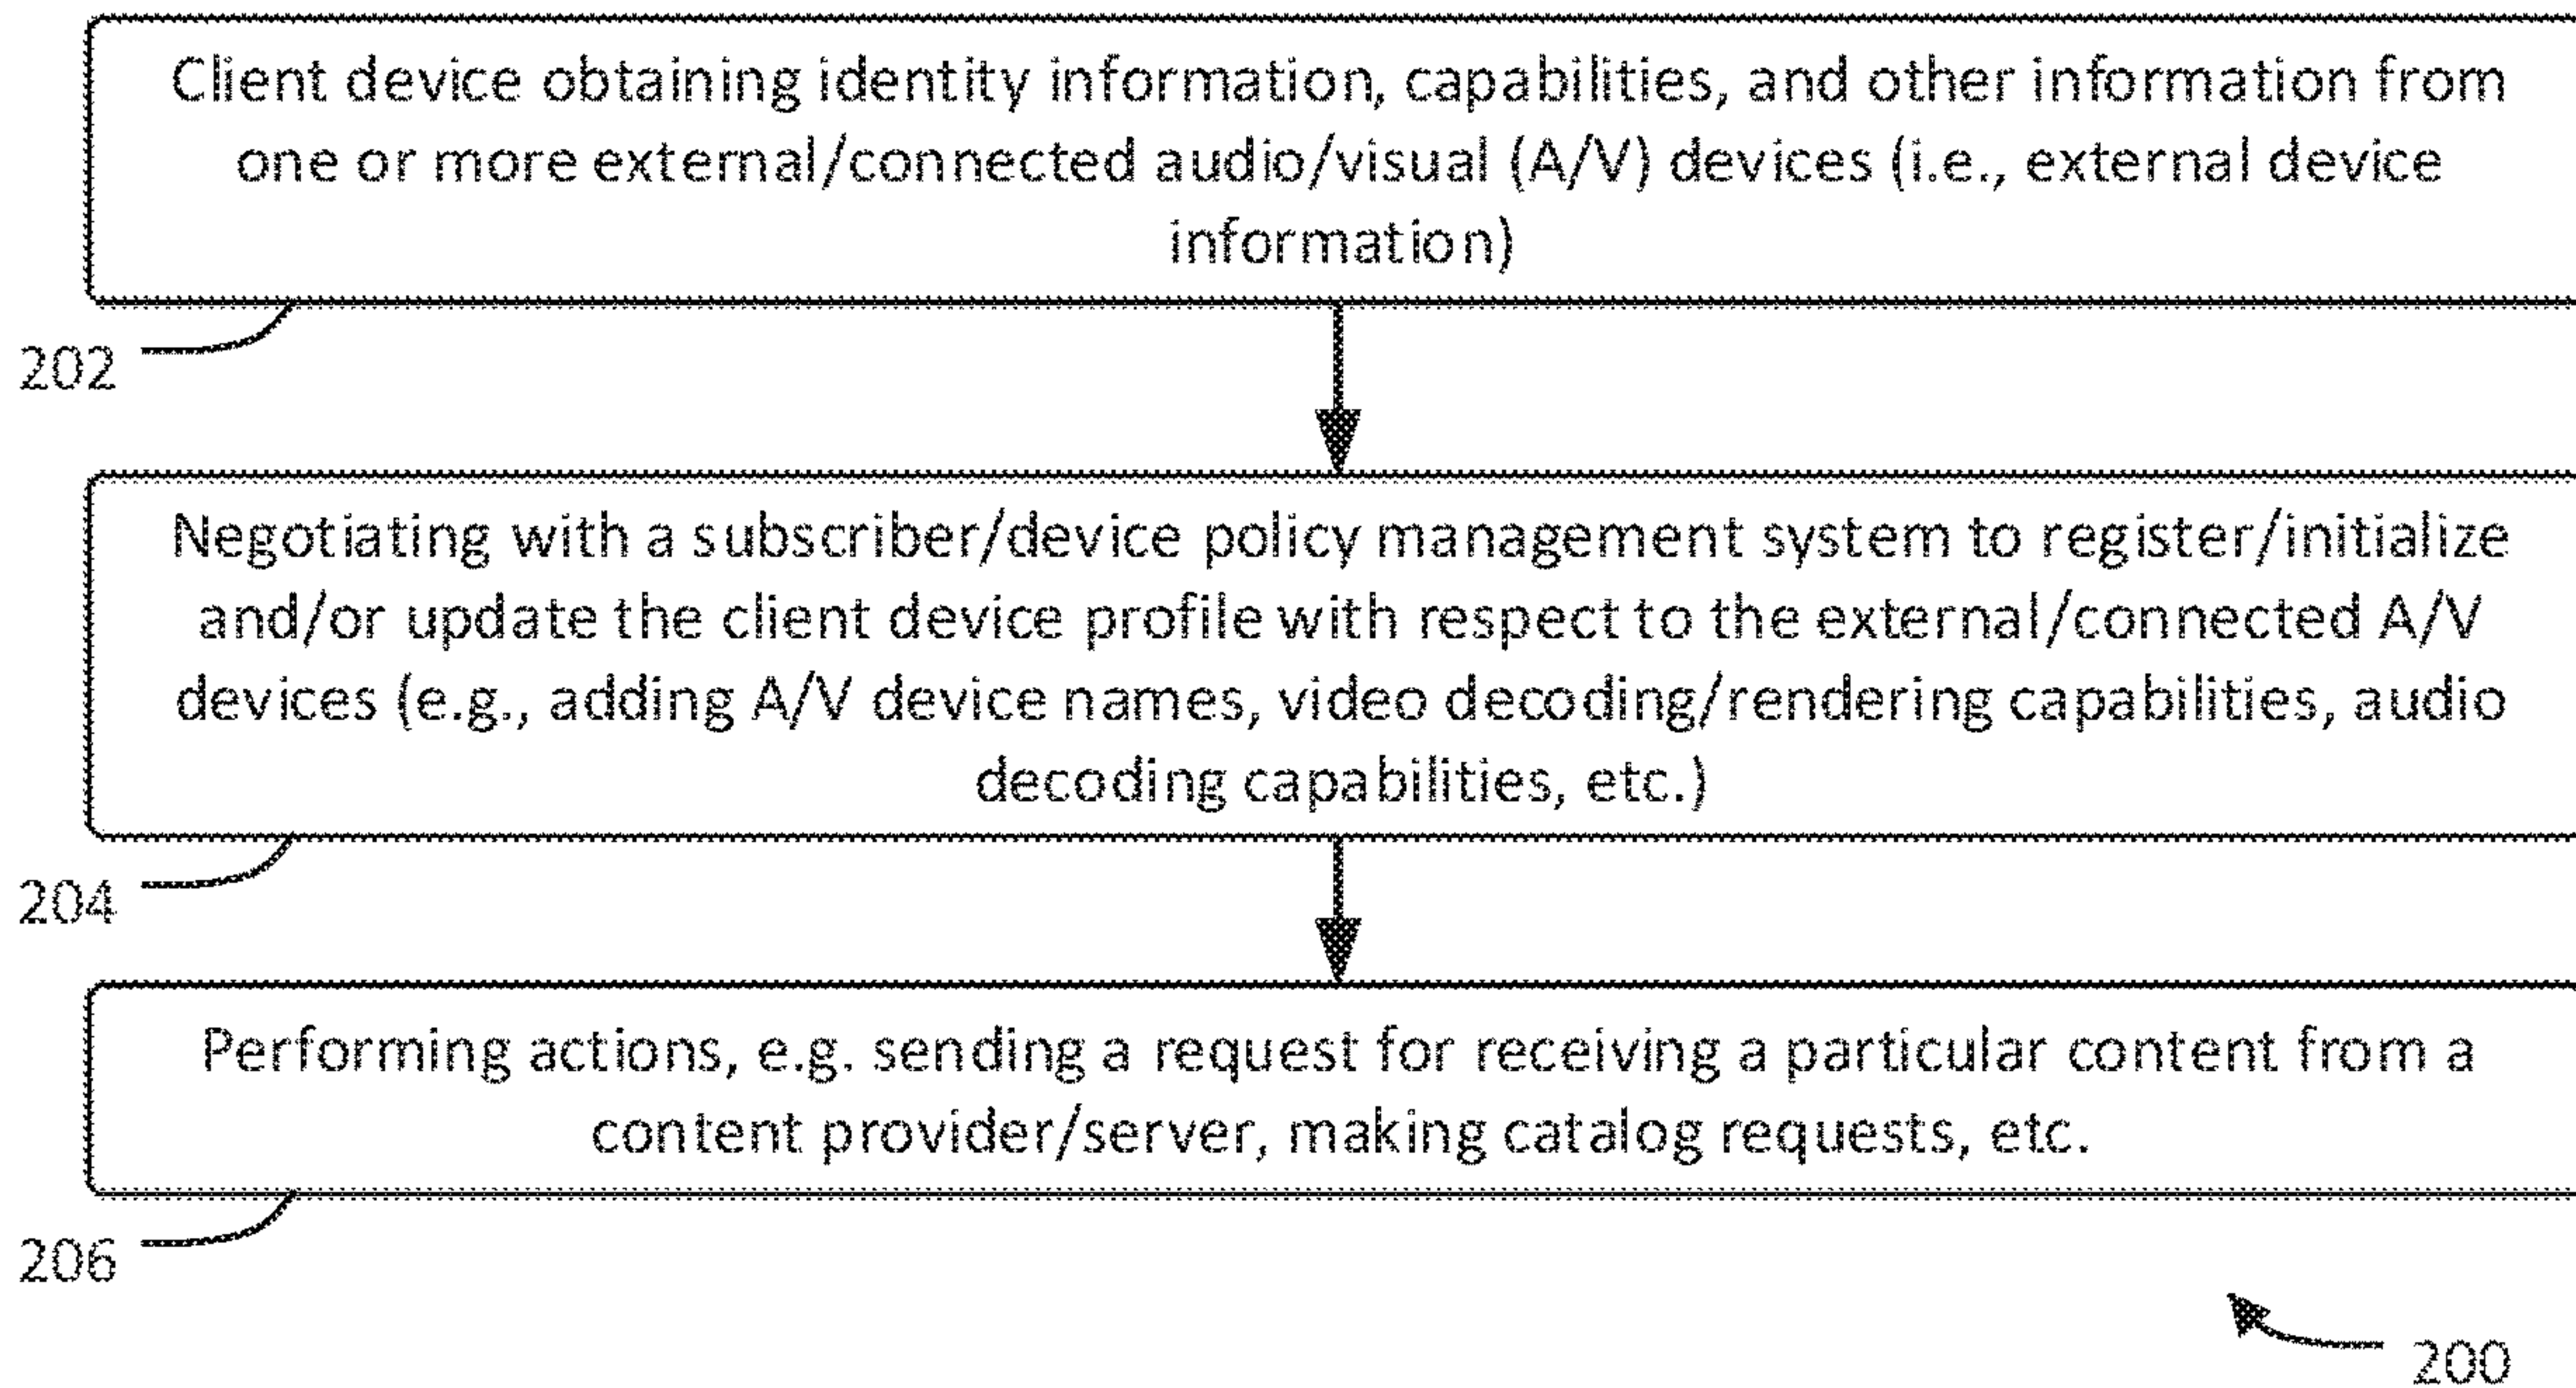 Client device obtaining identity information, capabilities, and other information from
one or more external/connected audio/visual (A/V) devices (i.e., external device
information)
202
Negotiating with a subscriber/device policy management system to register/initialize
and/or update the client device profile with respect to the external/connected A/V
devices (e.g., adding A/V device names, video decoding/rendering capabilities, audio
decoding capabilities, etc.)
204
Performing actions, e.g. sending a request for receiving a particular content from a
content provider/server, making catalog requests, etc.
206
200